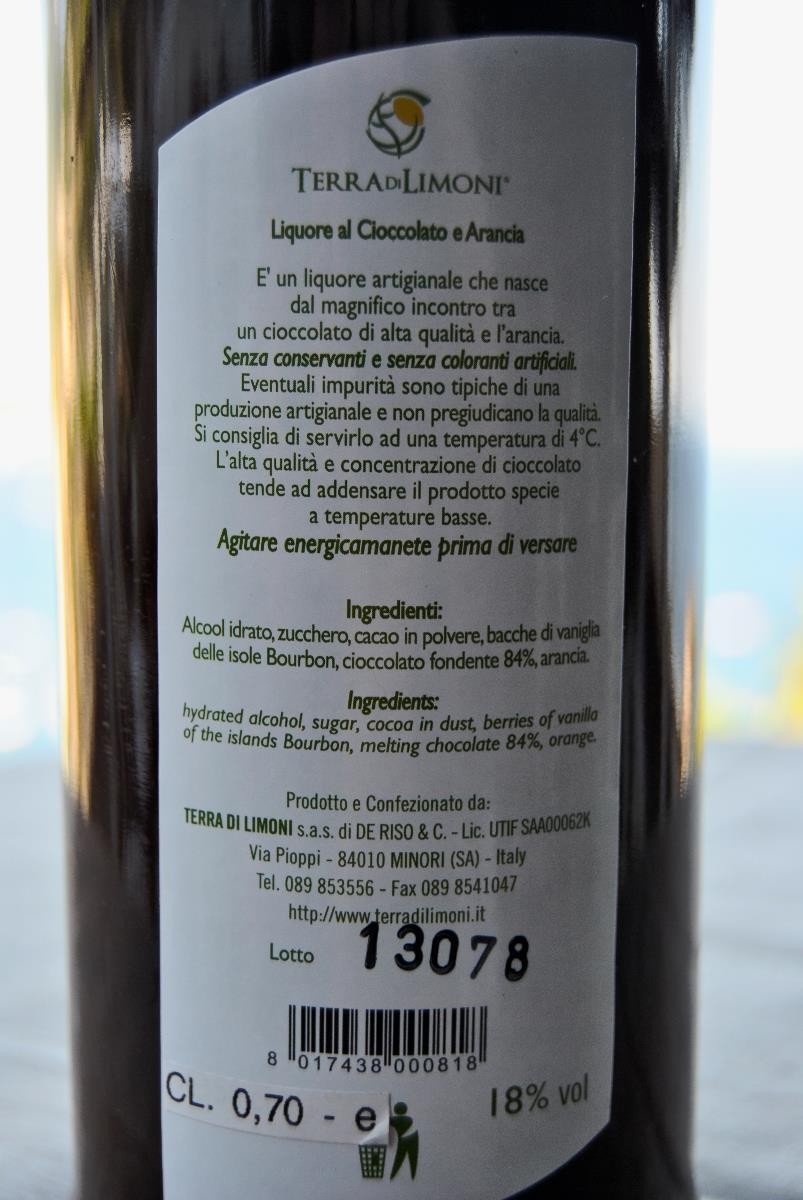 TERRADILIMONI®
Liquore al Cioccolato e Arancia
E' un liquore artigianale che nasce
dal magnifico incontro tra
un cioccolato di alta qualità e l'arancia.
Senza conservanti e senza coloranti artificiali.
Eventuali impurità sono tipiche di una
produzione artigianale e non pregiudicano la qualità.
Si consiglia di servirlo ad una temperatura di 4°C.
L'alta qualità e concentrazione di cioccolato
tende ad addensare il prodotto specie
a temperature basse.
Agitare energicamanete prima di versare
Ingredienti:
Alcool idrato, zucchero, cacao in polvere, bacche di vaniglia
delle isole Bourbon, cioccolato fondente 84%, arancia.
Ingredients:
hydrated alcohol, sugar, cocoa in dust, berries of vanilla
of the islands Bourbon, melting chocolate 84%, orange.
Prodotto e Confezionato da:
TERRA DI LIMONI s.a.s. di DE RISO & C. - Lic. UTIF SAA00062K
Via Pioppi - 84010 MINORI (SA) - Italy
Tel. 089 853556 - Fax 089 8541047
http://www.terradilimoni.it
Lotto 13078
8 017438 000818
CL. 0,70 - e 18% vol